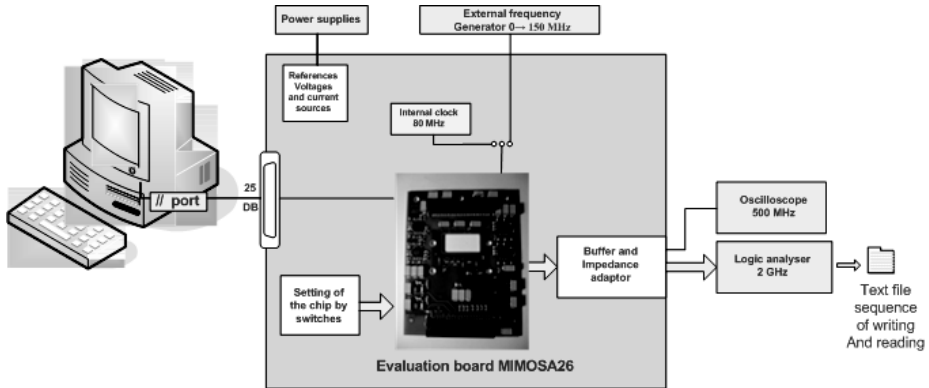 Power supplies
External frequency
Generator 0→ 150 MHz
References
Voltages
and current
sources
Internal clock
80 MHz
// port
25
DB
Oscilloscope
500 MHz
Buffer and
Impedance
adaptor
Logic analyser
2 GHz
Setting of
the chip by
switches
Text file
sequence
of writing
And reading
Evaluation board MIMOSA26